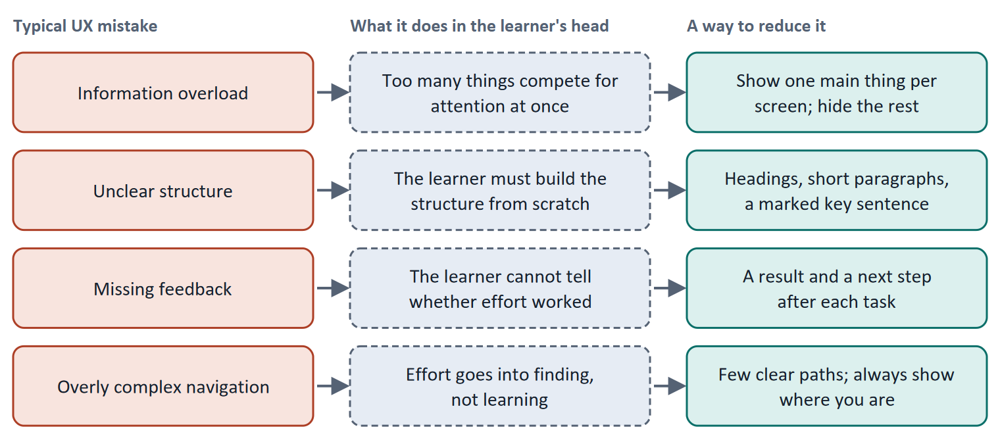 Typical UX mistake
What it does in the learner's head
A way to reduce it
Information overload
Too many things compete for
attention at once
Show one main thing per
screen; hide the rest
Unclear structure
The learner must build the
structure from scratch
Headings, short paragraphs,
a marked key sentence
Missing feedback
The learner cannot tell
whether effort worked
A result and a next step
after each task
Overly complex navigation
Effort goes into finding,
not learning
Few clear paths; always show
where you are